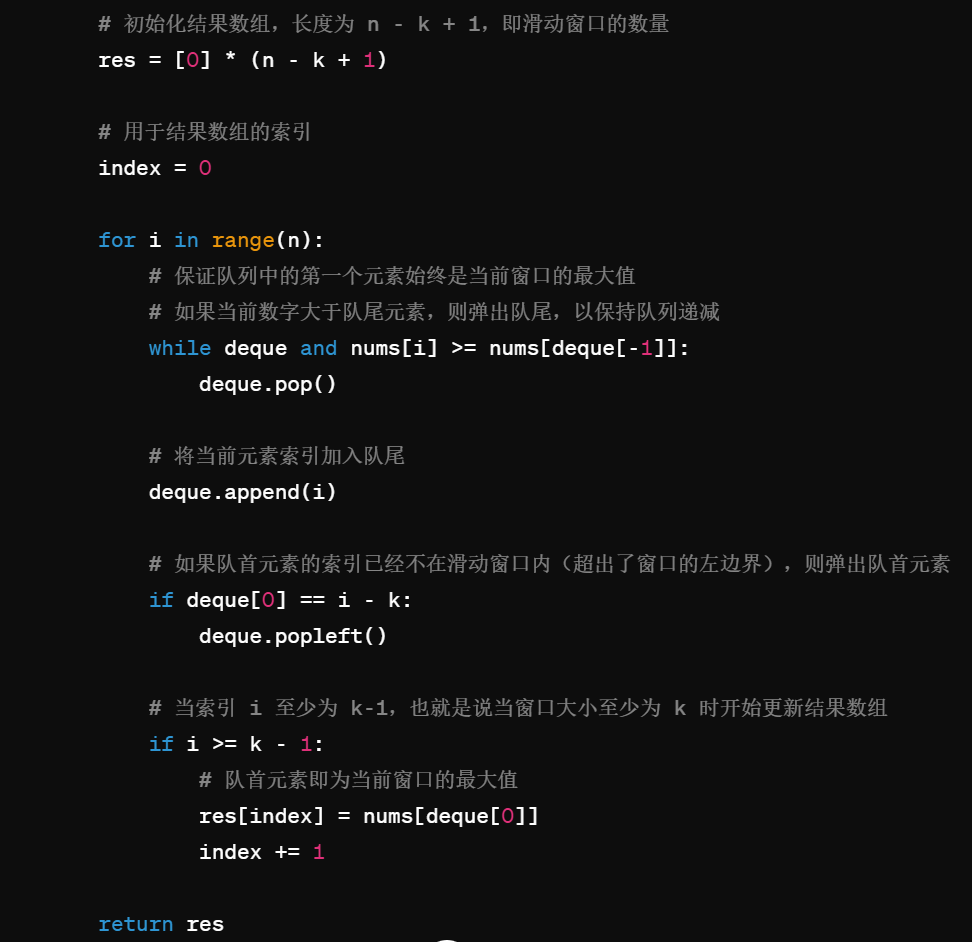 # 初始化结果数组，长度为 n - k + 1，即滑动窗口的数量
res = [0] * (n - k + 1)
# 用于结果数组的索引
index = 0
for i in range(n):
# 保证队列中的第一个元素始终是当前窗口的最大值
# 如果当前数字大于队尾元素，则弹出队尾，以保持队列递减
while deque and nums[i] >= nums[deque[-1]]:
deque.pop()
# 将当前元素索引加入队尾
deque.append(i)
# 如果队首元素的索引已经不在滑动窗口内（超出了窗口的左边界），则弹出队首元素
if deque[0] == i - k:
deque.popleft()
# 当索引 i 至少为 k-1，也就是说当窗口大小至少为 k 时开始更新结果数组
if i >= k - 1:
# 队首元素即为当前窗口的最大值
res[index] = nums[deque[0]]
index += 1
return res